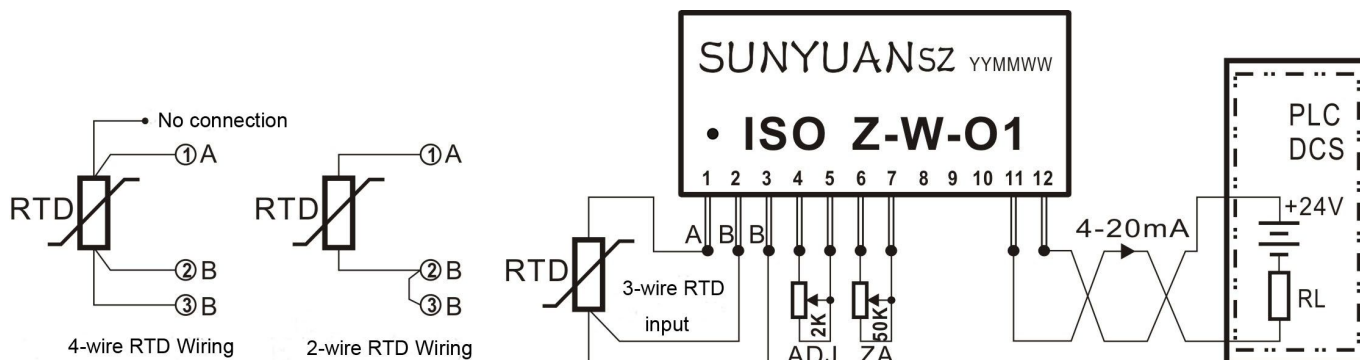 SUNYUANSZ YYMMWW
• ISO Z-W-O1
1 2 3 4 5 6 7 8 9 10 11 12
No connection
①A
RTD
②B
③B
4-wire RTD Wiring
①A
RTD
②B
③B
2-wire RTD Wiring
A B B
RTD
3-wire RTD
input
2K
ADJ
50K
ZA
4-20mA
PLC
DCS
+24V
RL